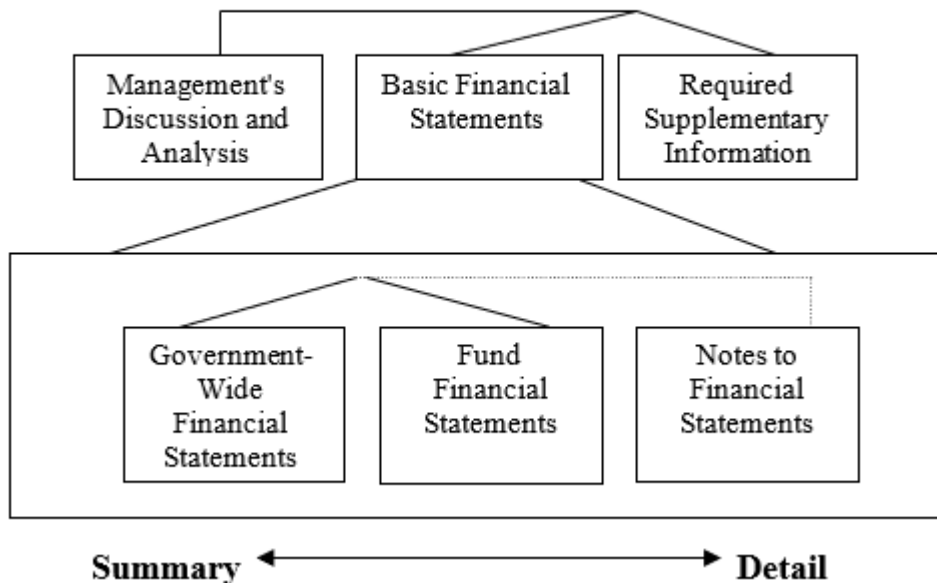 Management's
Discussion and
Analysis
Basic Financial
Statements
Required
Supplementary
Information
Government-
Wide
Financial
Statements
Fund
Financial
Statements
Notes to
Financial
Statements
Summary
Detail